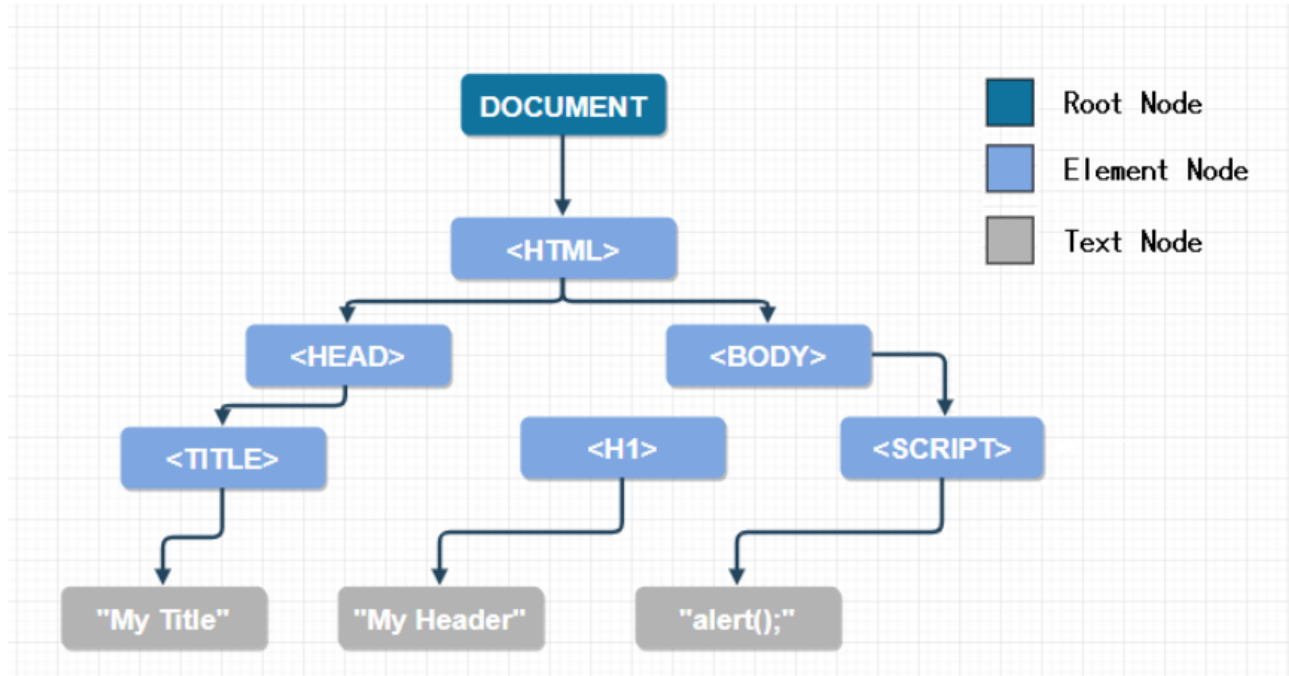 DOCUMENT
Root Node
Element Node
Text Node
<HTML>
<HEAD>
<BODY>
<TITLE>
<H1>
<SCRIPT>
"My Title"
"My Header"
"alert();"